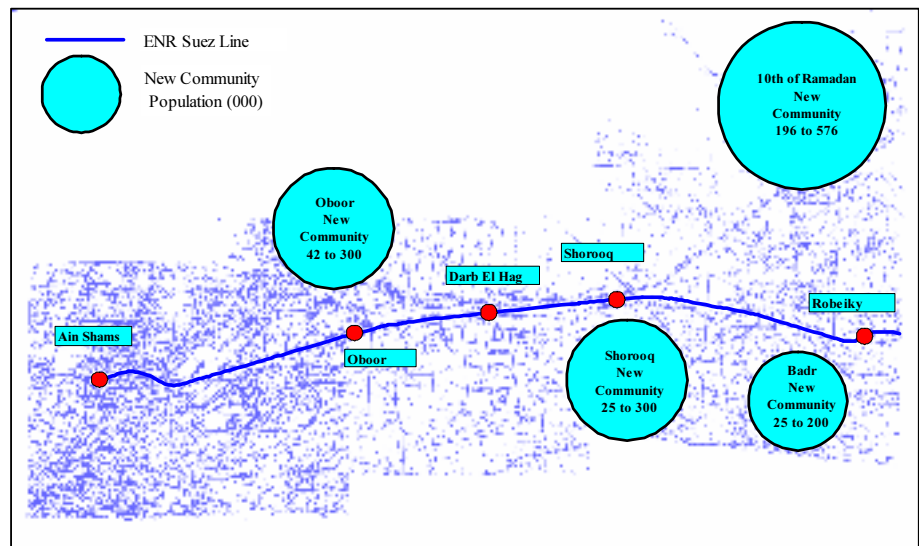 ENR Suez Line
New Community
Population (000)
10th of Ramadan
New
Community
196 to 576
Oboor
New
Community
42 to 300
Shorooq
Darb El Hag
Robeiky
Ain Shams
Oboor
Shorooq
New
Community
25 to 300
Badr
New
Community
25 to 200